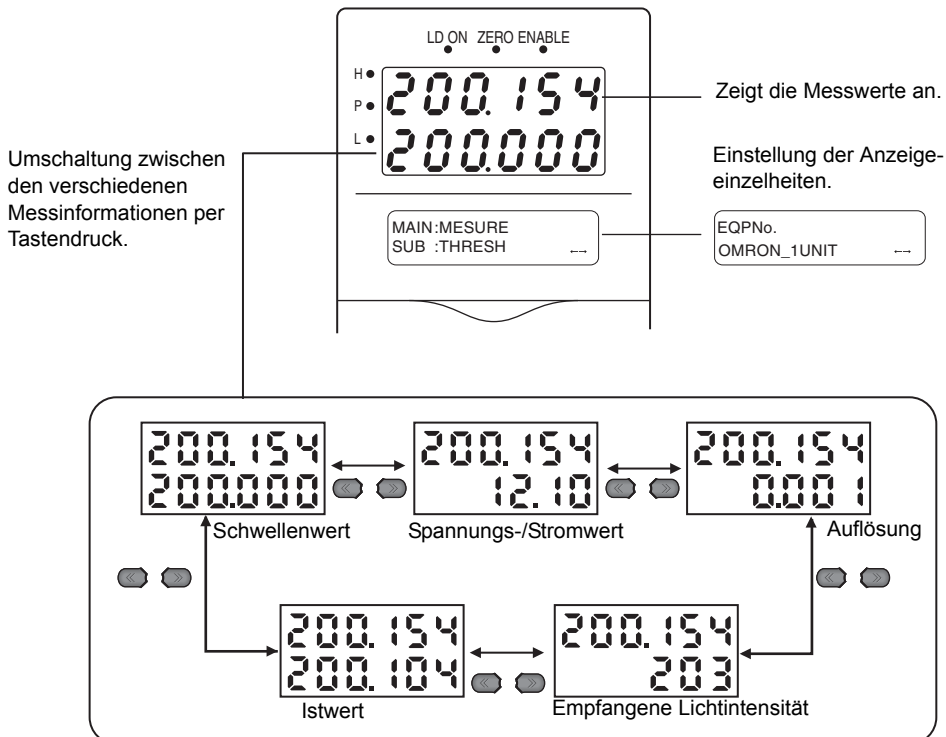 LD ON ZERO ENABLE
H
P
L
200.154
200.000
Zeigt die Messwerte an.
Umschaltung zwischen
den verschiedenen
Messinformationen per
Tastendruck.
Einstellung der Anzeige-
einzelheiten.
MAIN:MESURE
SUB :THRESH ←→
EQPNo.
OMRON_1UNIT ←→
200.154
200.000
Schwellenwert
200.154
12.10
Spannungs-/Stromwert
200.154
0.001
Auflösung
200.154
200.104
Istwert
200.154
203
Empfangene Lichtintensität